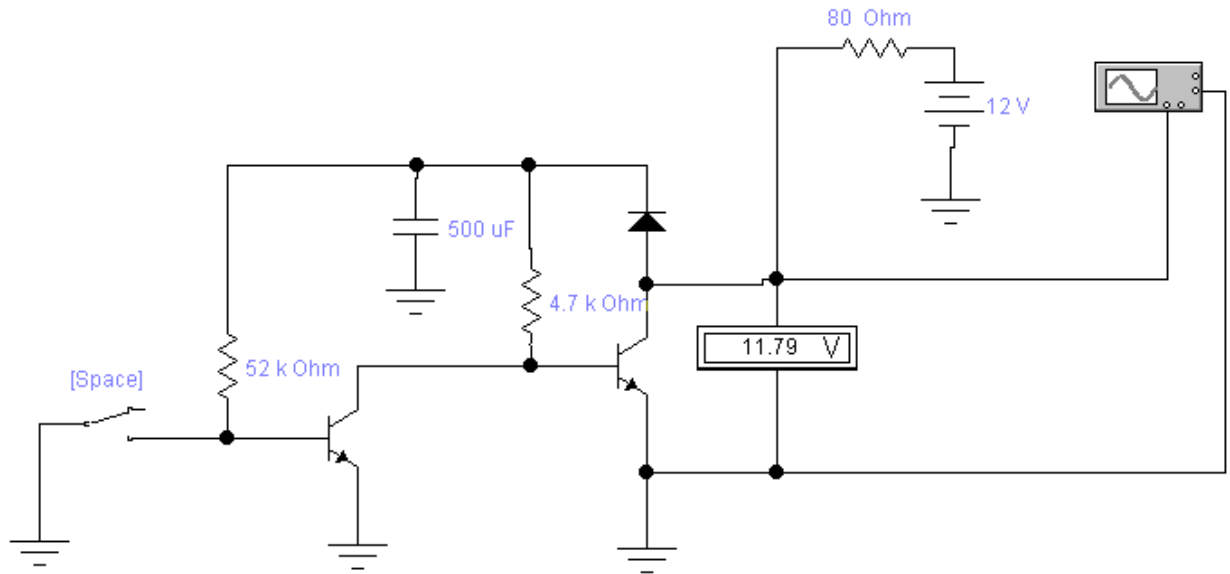 80 Ohm
12 V
500 uF
4.7 k Ohm
11.79 V
52 k Ohm
[Space]